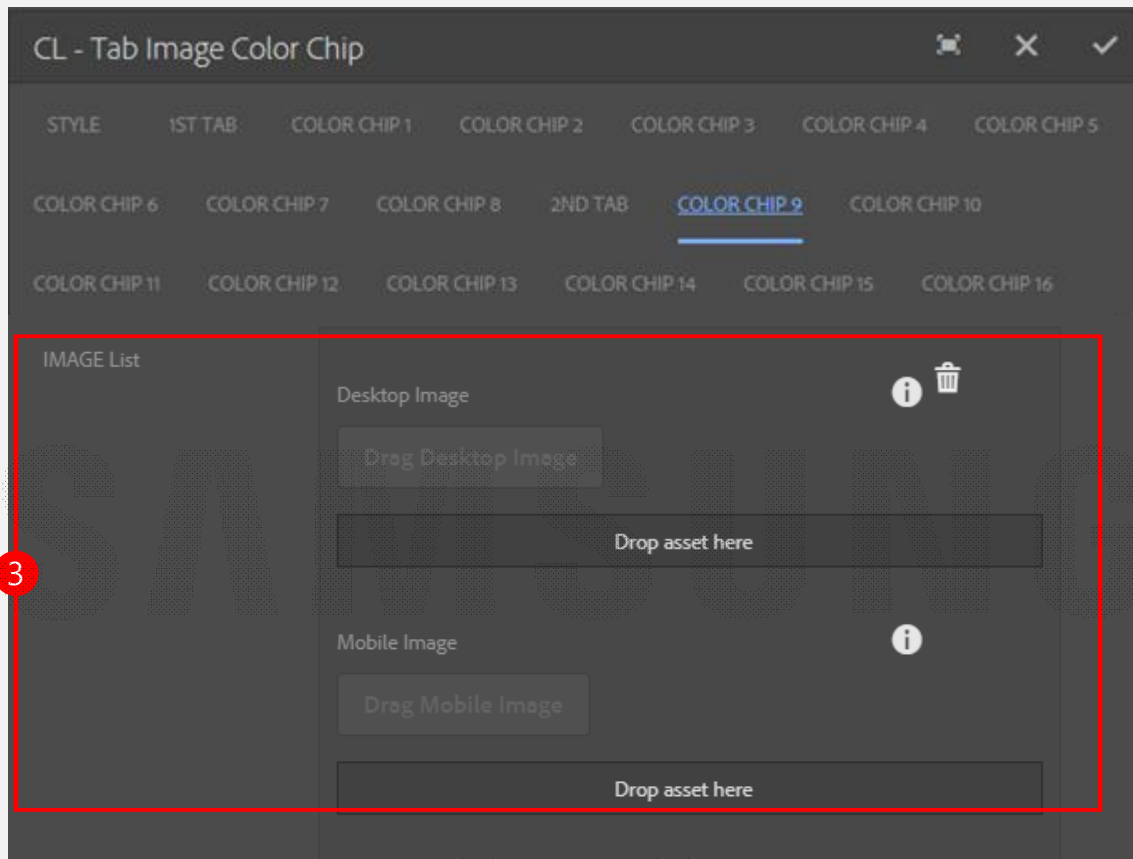 CL - Tab Image Color Chip
STYLE 1ST TAB COLOR CHIP 1 COLOR CHIP 2 COLOR CHIP 3 COLOR CHIP 4 COLOR CHIP 5
COLOR CHIP 6 COLOR CHIP 7 COLOR CHIP 8 2ND TAB COLOR CHIP 9 COLOR CHIP 10
COLOR CHIP 11 COLOR CHIP 12 COLOR CHIP 13 COLOR CHIP 14 COLOR CHIP 15 COLOR CHIP 16
IMAGE List
Desktop Image
Drag Desktop Image
Drop asset here
SAMSUNG
3
Mobile Image
Drag Mobile Image
Drop asset here